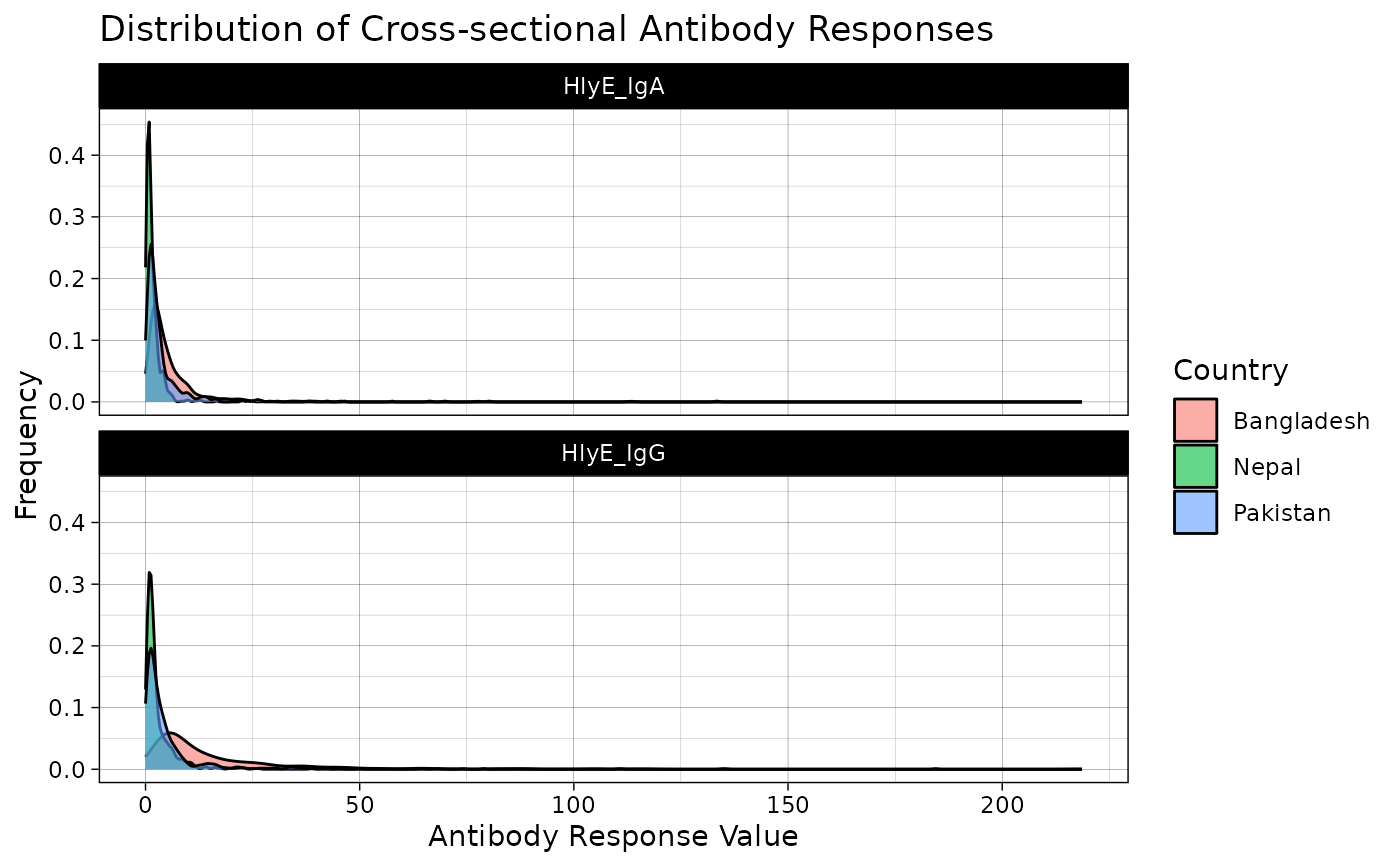 Distribution of Cross-sectional Antibody Responses
HlyE_IgA
0.4
0.3
0.2
0.1
0.0
HlyE_IgG
0.4
0.3
0.2
0.1
0.0
0 50 100 150 200
Antibody Response Value
Frequency
Country
Bangladesh
Nepal
Pakistan